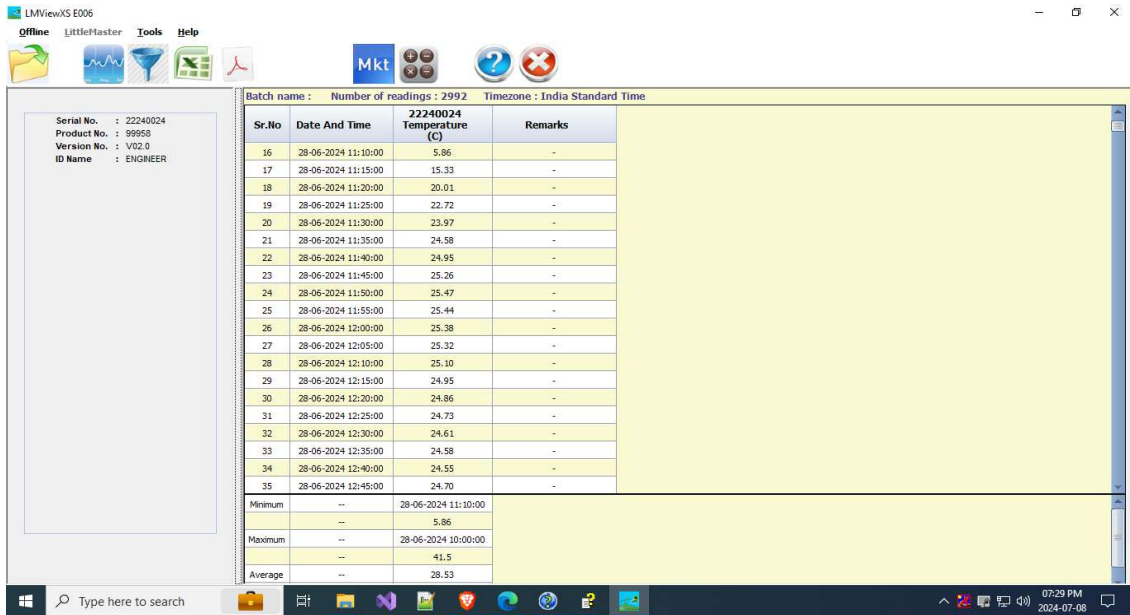 LMViewXS E006
Offline LittleMaster Tools Help
Mkt
Serial No. : 22240024
Product No. : 99958
Version No. : V02.0
ID Name : ENGINEER
Batch name : Number of readings : 2992 Timezone : India Standard Time
Sr.No Date And Time 22240024 Temperature (C) Remarks
16 28-06-2024 11:10:00 5.86 -
17 28-06-2024 11:15:00 15.33 -
18 28-06-2024 11:20:00 20.01 -
19 28-06-2024 11:25:00 22.72 -
20 28-06-2024 11:30:00 23.97 -
21 28-06-2024 11:35:00 24.58 -
22 28-06-2024 11:40:00 24.95 -
23 28-06-2024 11:45:00 25.26 -
24 28-06-2024 11:50:00 25.47 -
25 28-06-2024 11:55:00 25.44 -
26 28-06-2024 12:00:00 25.38 -
27 28-06-2024 12:05:00 25.32 -
28 28-06-2024 12:10:00 25.10 -
29 28-06-2024 12:15:00 24.95 -
30 28-06-2024 12:20:00 24.86 -
31 28-06-2024 12:25:00 24.73 -
32 28-06-2024 12:30:00 24.61 -
33 28-06-2024 12:35:00 24.58 -
34 28-06-2024 12:40:00 24.55 -
35 28-06-2024 12:45:00 24.70 -
Minimum -- 28-06-2024 11:10:00
-- 5.86
Maximum -- 28-06-2024 10:00:00
-- 41.5
Average -- 28.53
Type here to search
07:29 PM
2024-07-08